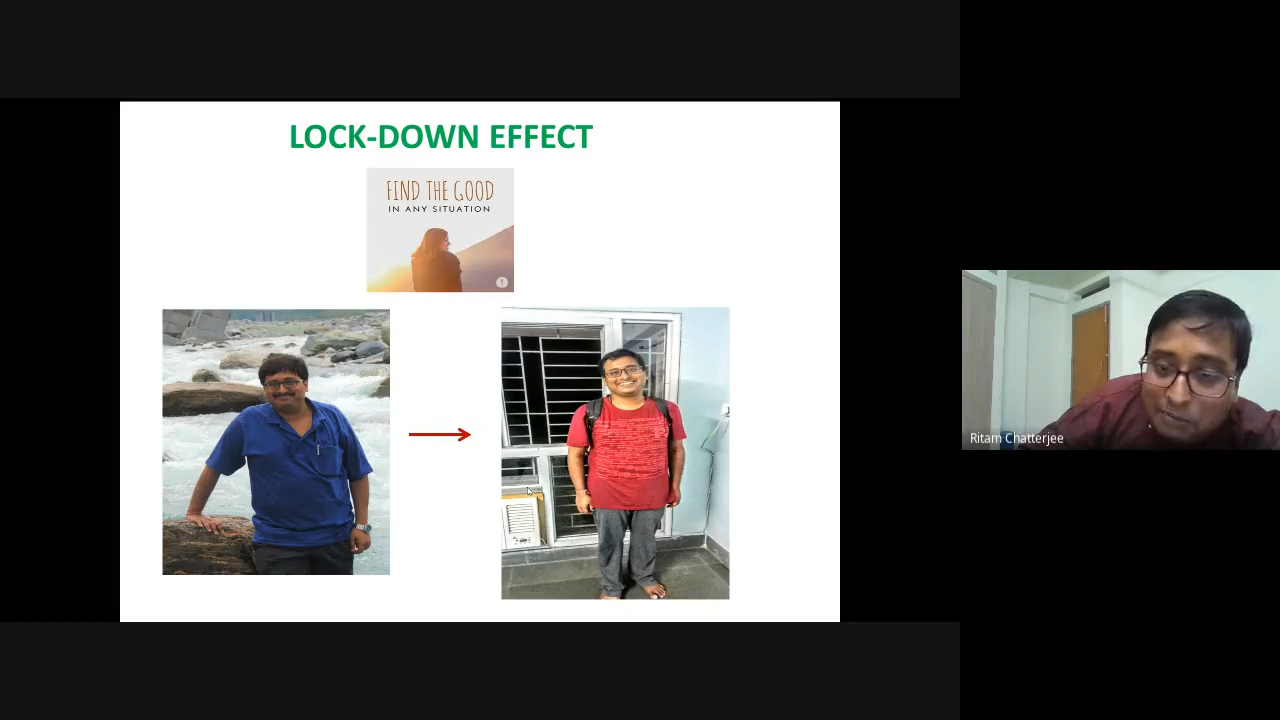 LOCK-DOWN EFFECT
FIND THE GOOD
IN ANY SITUATION
Ritam Chatterjee